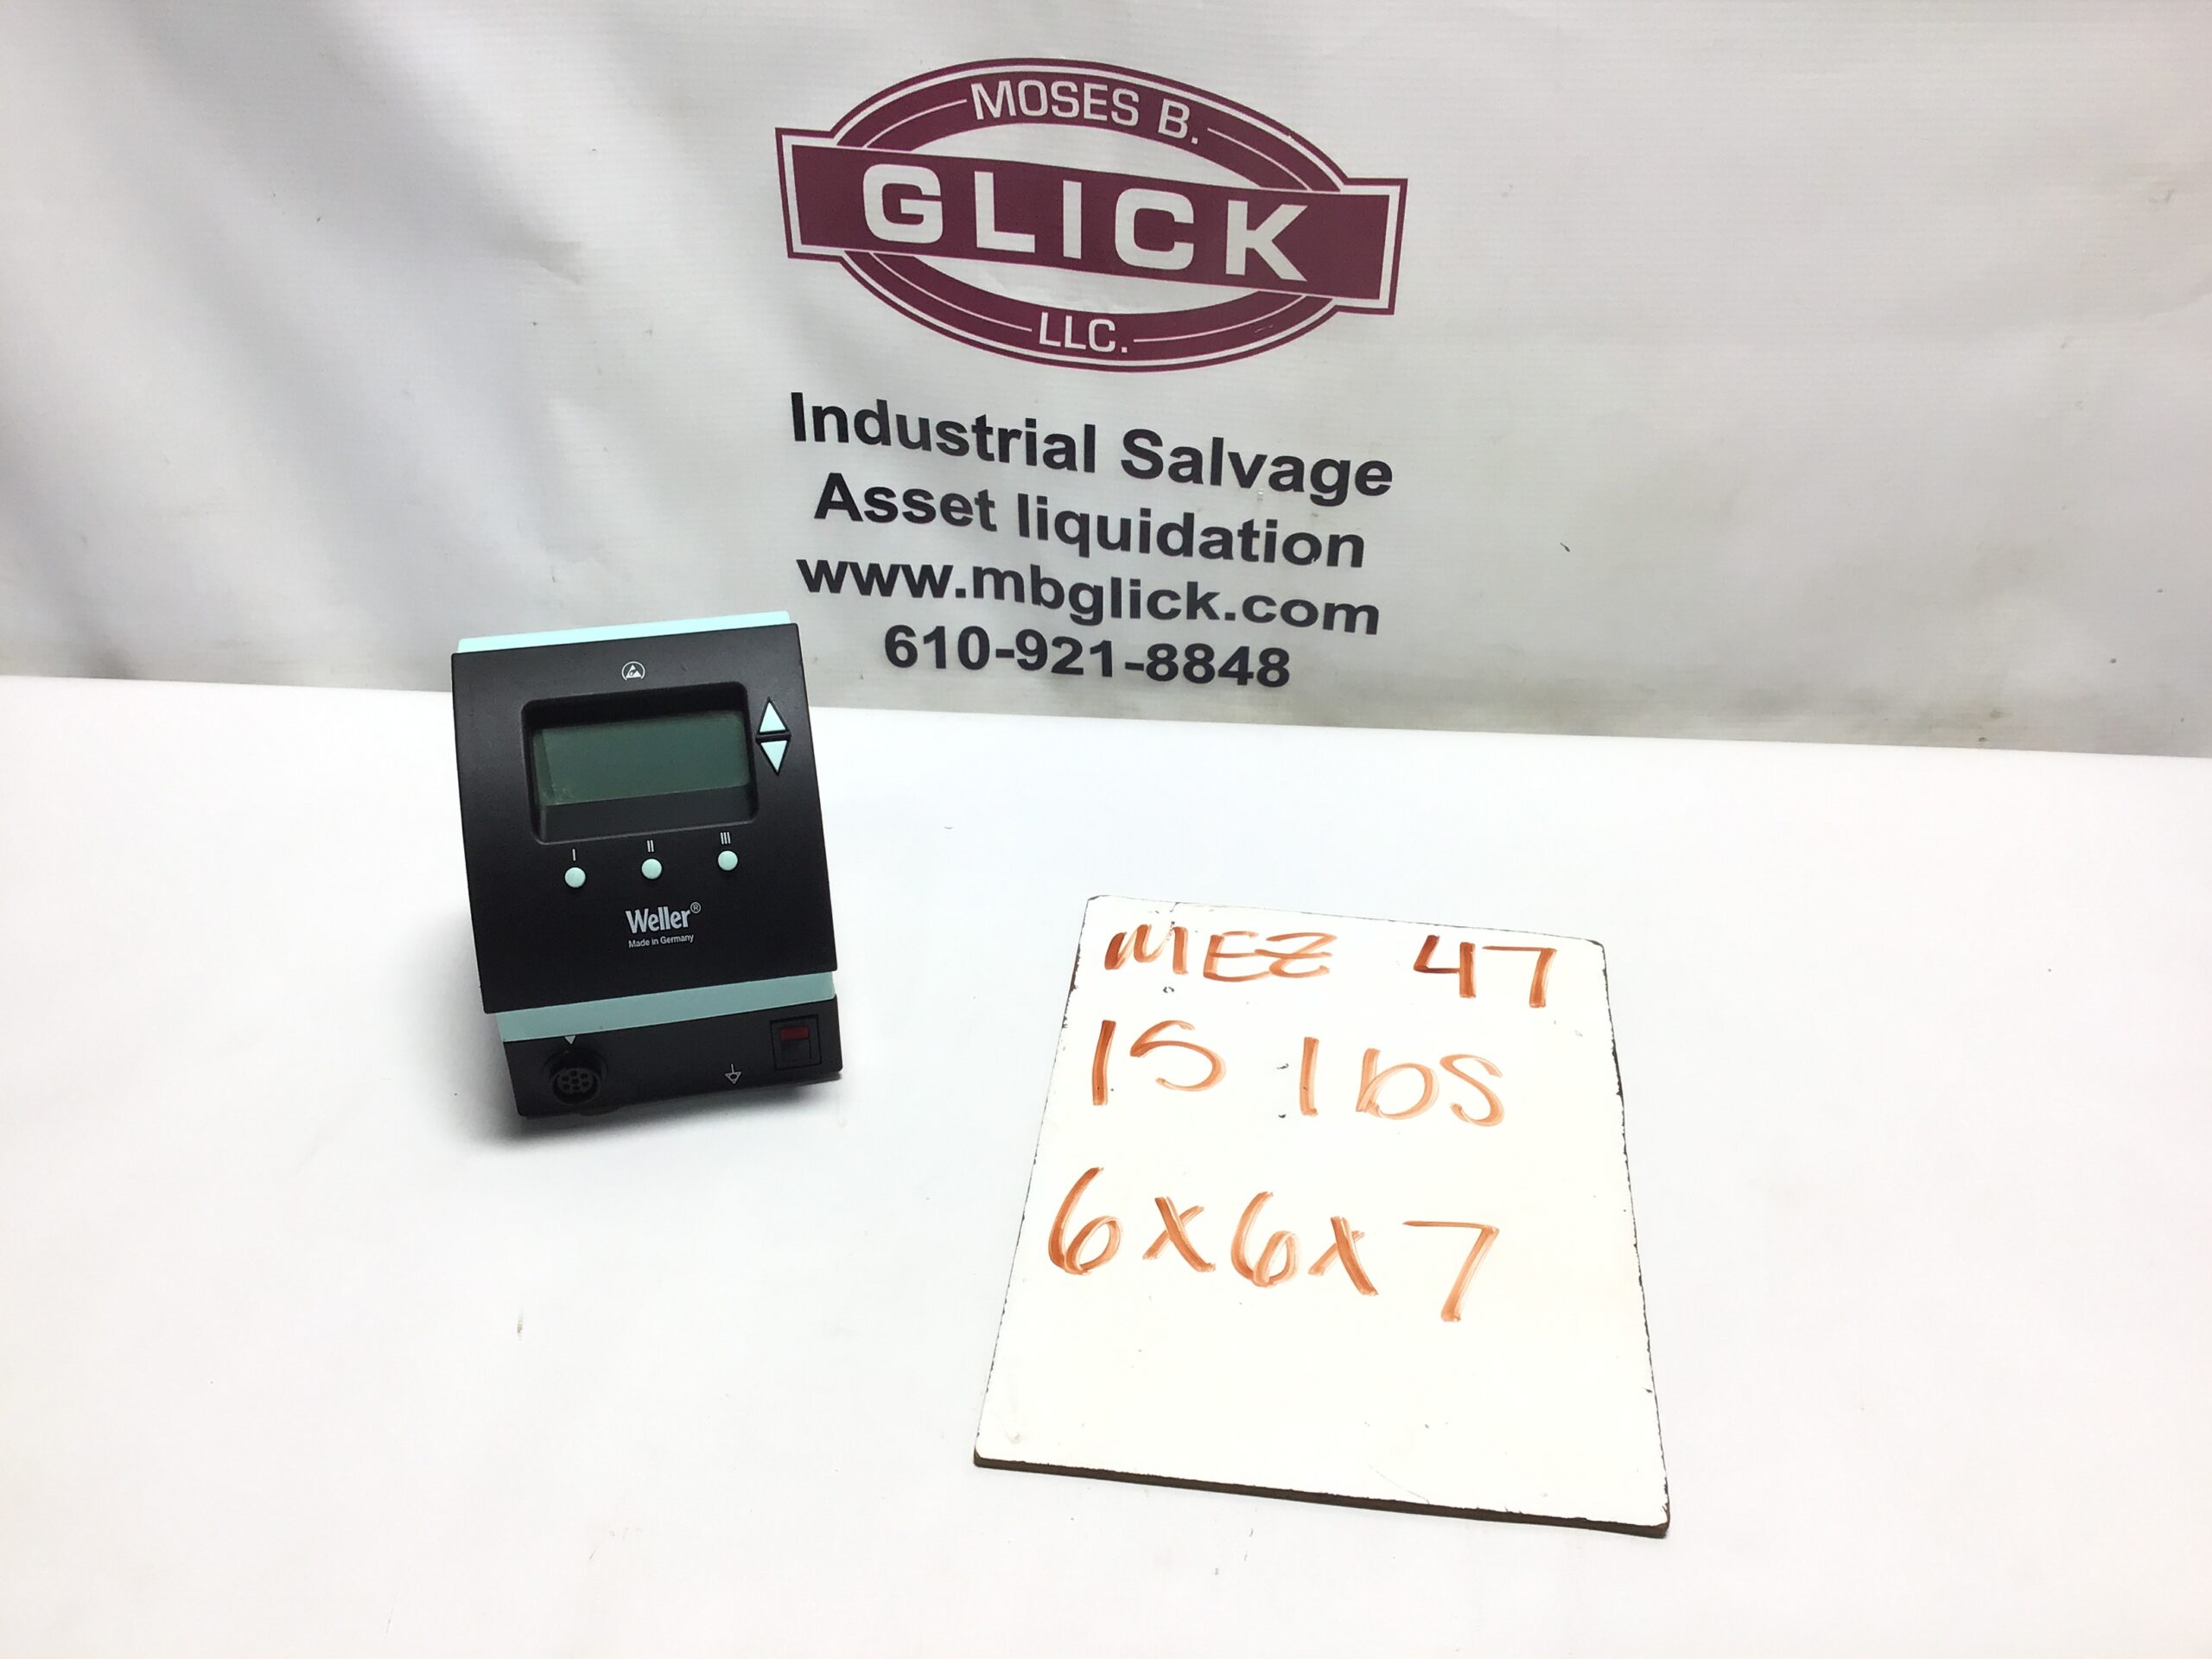 MOSES B.
GLICK
LLC.
Industrial Salvage
Asset liquidation
www.mbglick.com
610-921-8848
I II III
Weller®
Made in Germany
MEZ 47
15 lbs
6x6x7